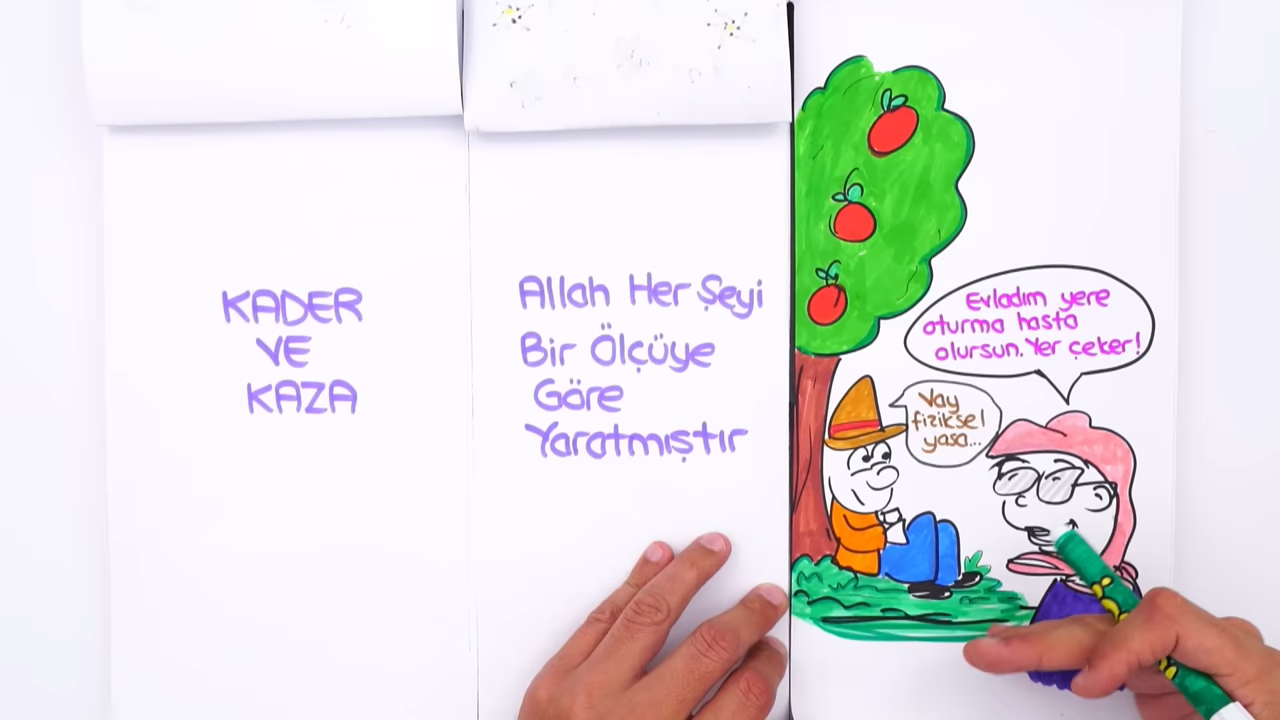 KADER
VE
KAZA
Allah Her Şeyi
Bir Ölçüye
Göre
Yaratmıştır
Evladım yere
oturma hasta
olursun. Yer çeker!
Vay
fiziksel
yasa...